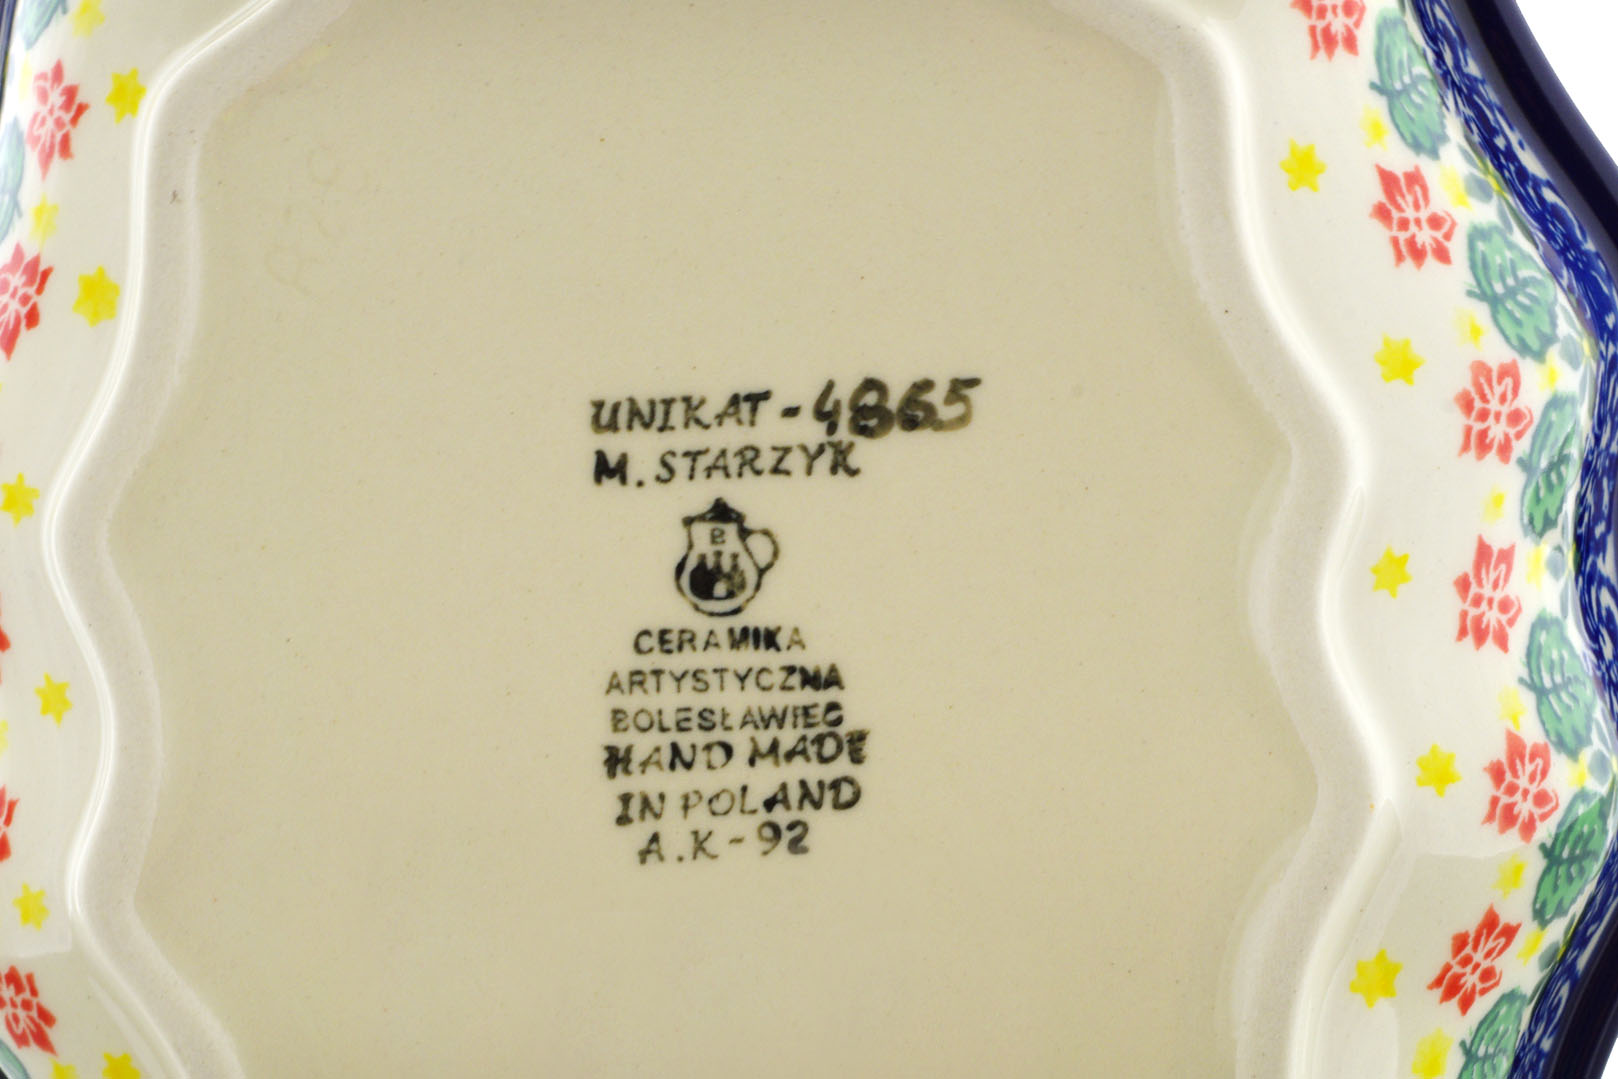 UNIKAT - 4865
M. STARZYK
B
CERAMIKA
ARTYSTYCZNA
BOLESŁAWIEC
HAND MADE
IN POLAND
A.K - 92